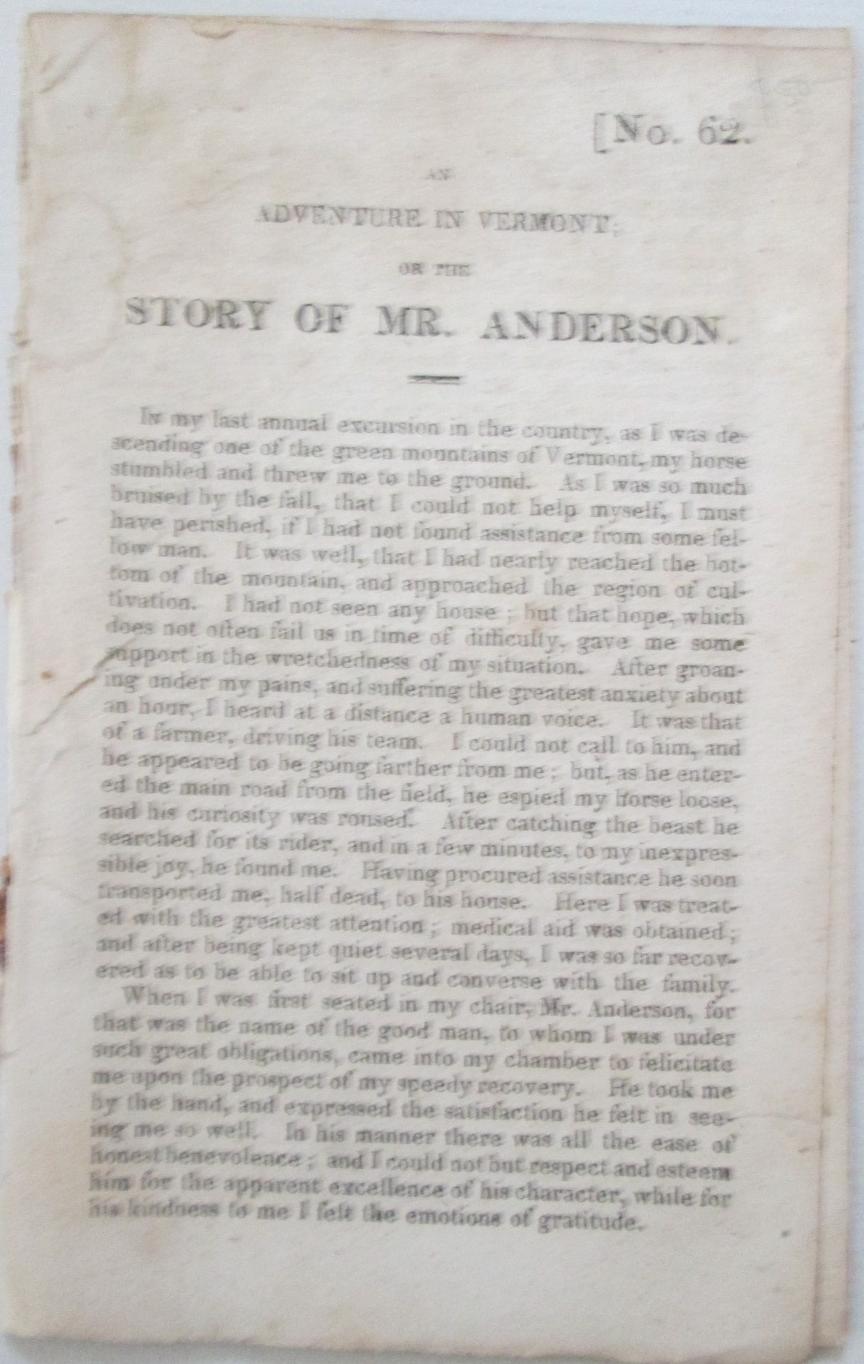 [No. 62.
AN
ADVENTURE IN VERMONT;
OR THE
STORY OF MR. ANDERSON.
In my last annual excursion in the country, as I was de-
scending one of the green mountains of Vermont, my horse
stumbled and threw me to the ground. As I was so much
bruised by the fall, that I could not help myself, I must
have perished, if I had not found assistance from some fel-
low man. It was well, that I had nearly reached the bot-
tom of the mountain, and approached the region of cul-
tivation. I had not seen any house; but that hope, which
does not often fail us in time of difficulty, gave me some
support in the wretchedness of my situation. After groan-
ing under my pains, and suffering the greatest anxiety about
an hour, I heard at a distance a human voice. It was that
of a farmer, driving his team. I could not call to him, and
he appeared to be going farther from me; but, as he enter-
ed the main road from the field, he espied my horse loose,
and his curiosity was roused. After catching the beast he
searched for its rider, and in a few minutes, to my inexpres-
sible joy, he found me. Having procured assistance he soon
transported me, half dead, to his house. Here I was treat-
ed with the greatest attention; medical aid was obtained;
and after being kept quiet several days, I was so far recov-
ered as to be able to sit up and converse with the family.
When I was first seated in my chair, Mr. Anderson, for
that was the name of the good man, to whom I was under
such great obligations, came into my chamber to felicitate
me upon the prospect of my speedy recovery. He took me
by the hand, and expressed the satisfaction he felt in see-
ing me so well. In his manner there was all the ease of
honest benevolence; and I could not but respect and esteem
him for the apparent excellence of his character, while for
his kindness to me I felt the emotions of gratitude.